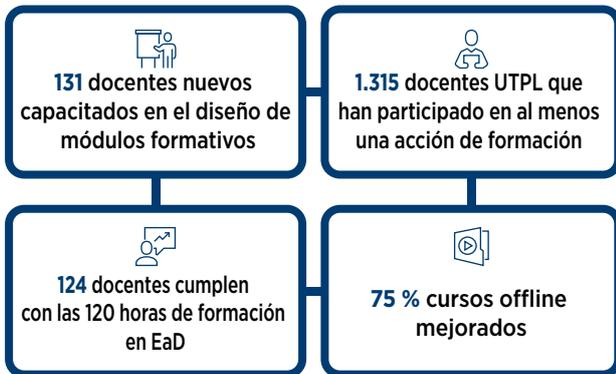 131 docentes nuevos
capacitados en el diseño de
módulos formativos
1.315 docentes UTPL que
han participado en al menos
una acción de formación
124 docentes cumplen
con las 120 horas de formación
en EaD
75 % cursos offline
mejorados